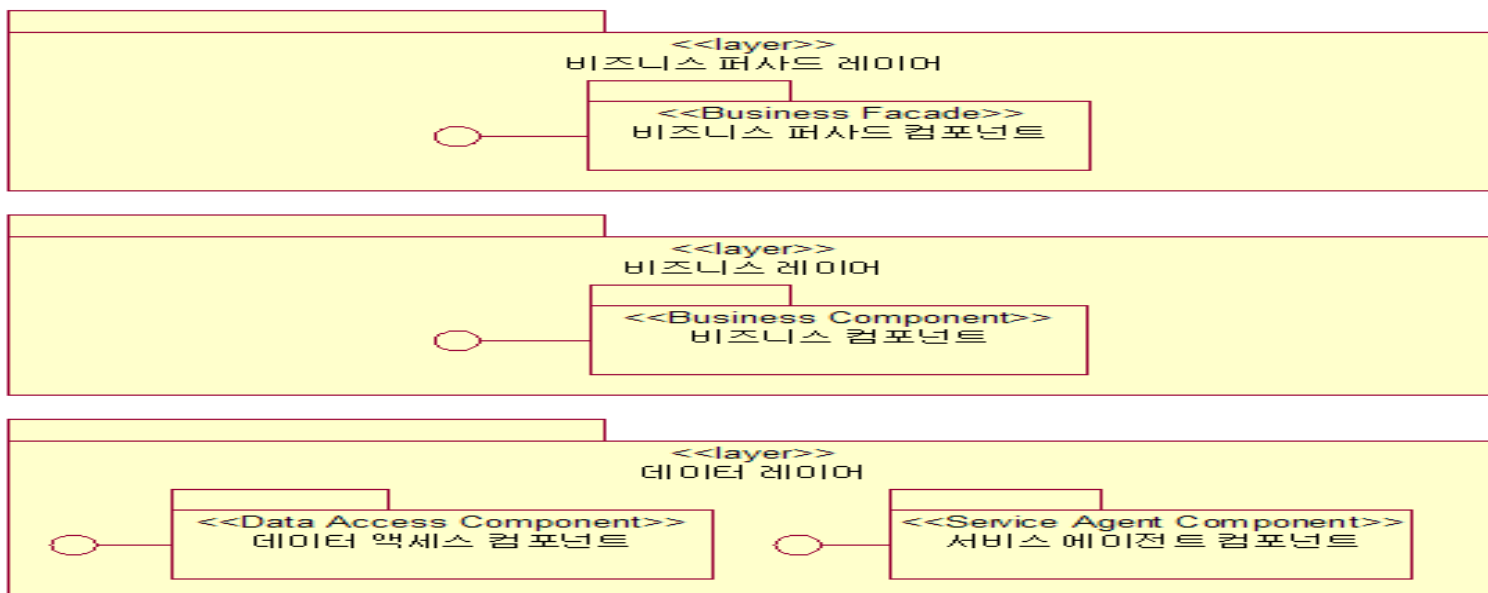 <<layer>>
비즈니스 퍼사드 레이어
<<Business Facade>>
비즈니스 퍼사드 컴포넌트
<<layer>>
비즈니스 레이어
<<Business Component>>
비즈니스 컴포넌트
<<layer>>
데이터 레이어
<<Data Access Component>>
데이터 액세스 컴포넌트
<<Service Agent Component>>
서비스 에이전트 컴포넌트